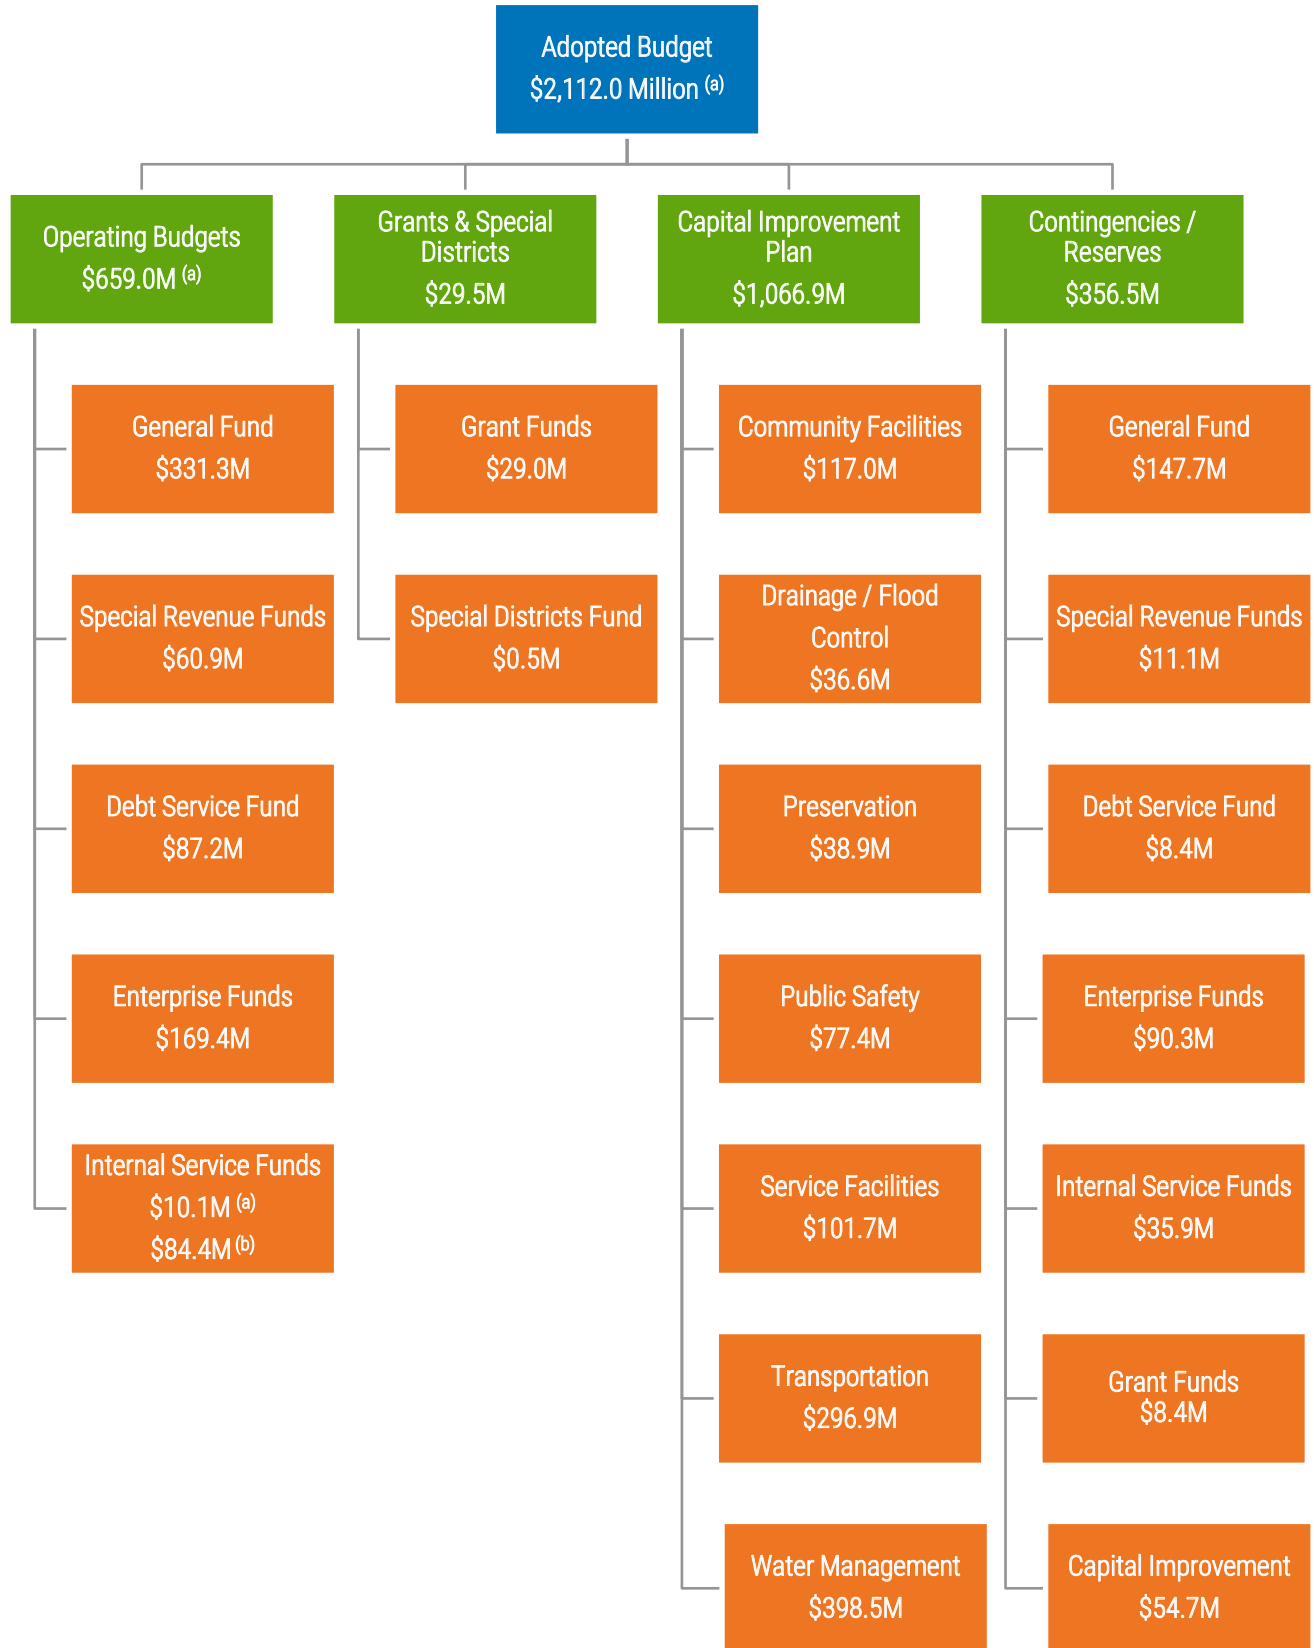 Adopted Budget
$2,112.0 Million (a)
Operating Budgets
$659.0M (a)
General Fund
$331.3M
Special Revenue Funds
$60.9M
Debt Service Fund
$87.2M
Enterprise Funds
$169.4M
Internal Service Funds
$10.1M (a)
$84.4M (b)
Grants & Special
Districts
$29.5M
Grant Funds
$29.0M
Special Districts Fund
$0.5M
Capital Improvement
Plan
$1,066.9M
Community Facilities
$117.0M
Drainage / Flood
Control
$36.6M
Preservation
$38.9M
Public Safety
$77.4M
Service Facilities
$101.7M
Transportation
$296.9M
Water Management
$398.5M
Contingencies /
Reserves
$356.5M
General Fund
$147.7M
Special Revenue Funds
$11.1M
Debt Service Fund
$8.4M
Enterprise Funds
$90.3M
Internal Service Funds
$35.9M
Grant Funds
$8.4M
Capital Improvement
$54.7M